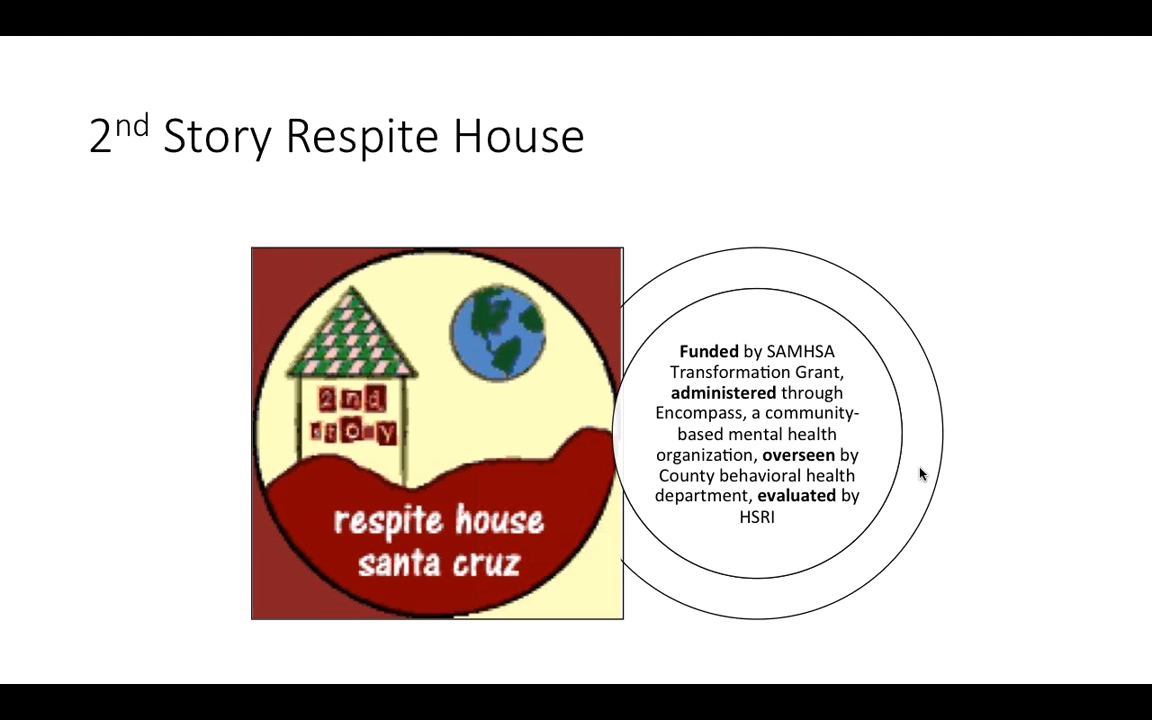 2nd Story Respite House
2nd
story
respite house
santa cruz
Funded by SAMHSA
Transformation Grant,
administered through
Encompass, a community-
based mental health
organization, overseen by
County behavioral health
department, evaluated by
HSRI